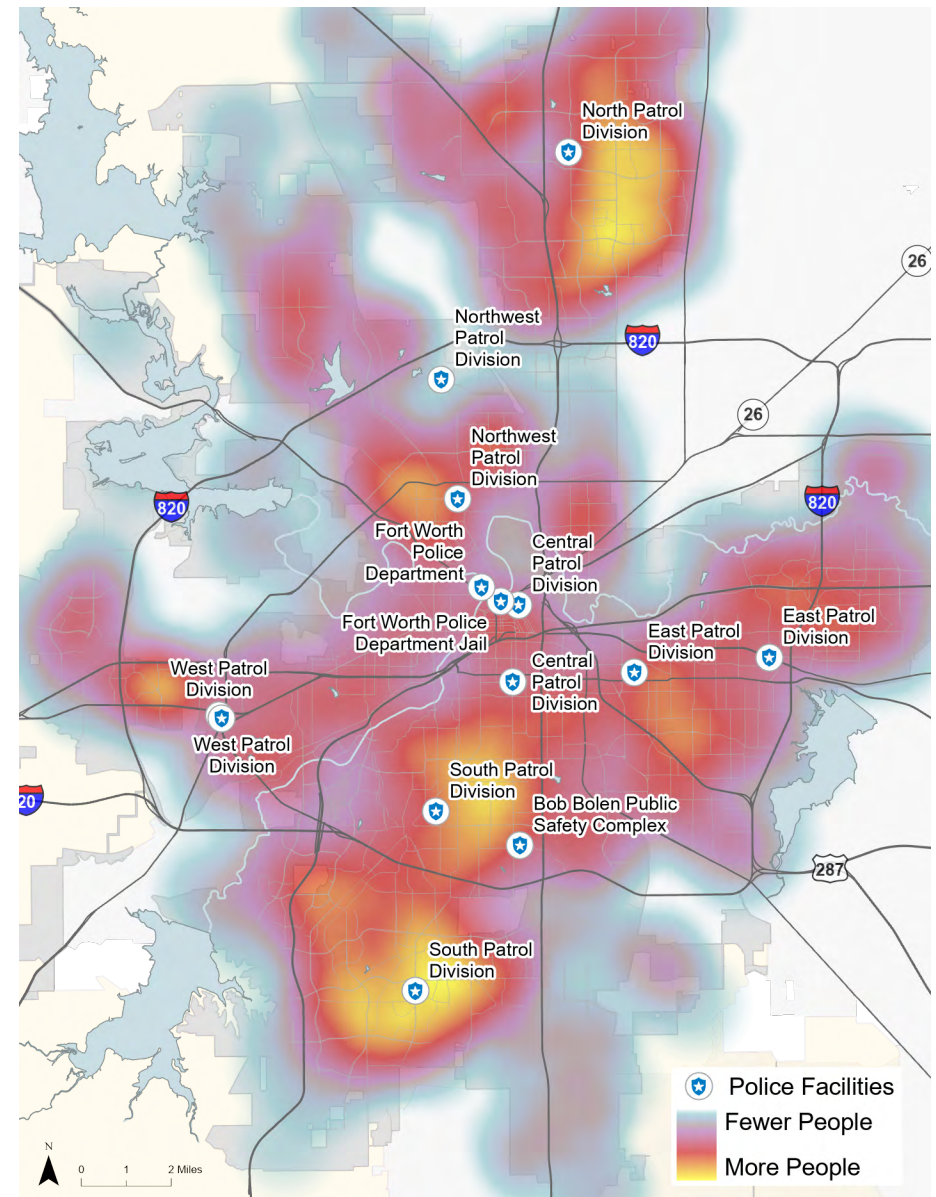 North Patrol
Division
26
Northwest
Patrol
Division
820
26
Northwest
Patrol
Division
820
820
Fort Worth
Police
Department
Central
Patrol
Division
Fort Worth Police
Department Jail
East Patrol
Division
East Patrol
Division
West Patrol
Division
Central
Patrol
Division
West Patrol
Division
South Patrol
Division
Bob Bolen Public
Safety Complex
20
287
South Patrol
Division
Police Facilities
Fewer People
More People
N
0 1 2 Miles